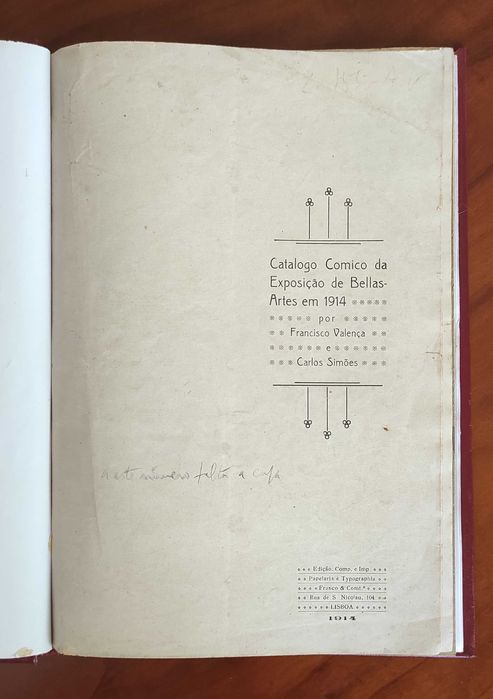 Catalogo Comico da
Exposição de Bellas-
Artes em 1914
por
Francisco Valença
e
Carlos Simões
a este número falta a capa
Edição, Comp. e Imp.
Papelaria e Typographia
Franco & Com.ª
Rua de S. Nicolau, 104
LISBOA
1914